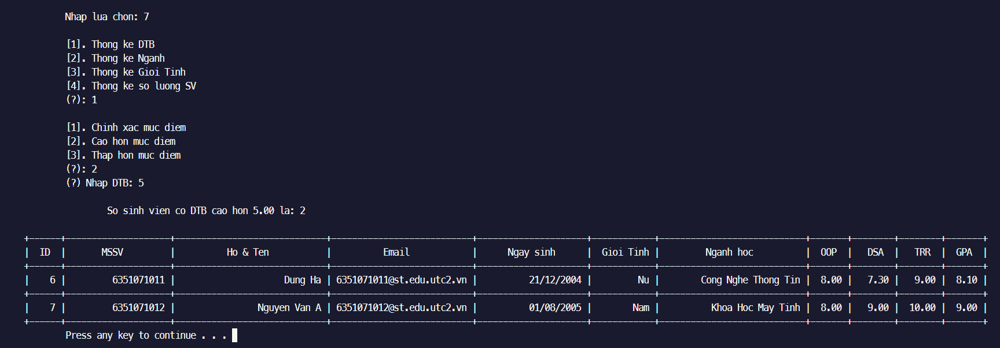 Nhap lua chon: 7
[1]. Thong ke DTB
[2]. Thong ke Nganh
[3]. Thong ke Gioi Tinh
[4]. Thong ke so luong SV
(?): 1
[1]. Chinh xac muc diem
[2]. Cao hon muc diem
[3]. Thap hon muc diem
(?): 2
(?) Nhap DTB: 5
So sinh vien co DTB cao hon 5.00 la: 2
| ID | MSSV | Ho & Ten | Email | Ngay sinh | Gioi Tinh | Nganh hoc | OOP | DSA | TRR | GPA |
| 6 | 6351071011 | Dung Ha | 6351071011@st.edu.utc2.vn | 21/12/2004 | Nu | Cong Nghe Thong Tin | 8.00 | 7.30 | 9.00 | 8.10 |
| 7 | 6351071012 | Nguyen Van A | 6351071012@st.edu.utc2.vn | 01/08/2005 | Nam | Khoa Hoc May Tinh | 8.00 | 9.00 | 10.00 | 9.00 |
Press any key to continue . . .